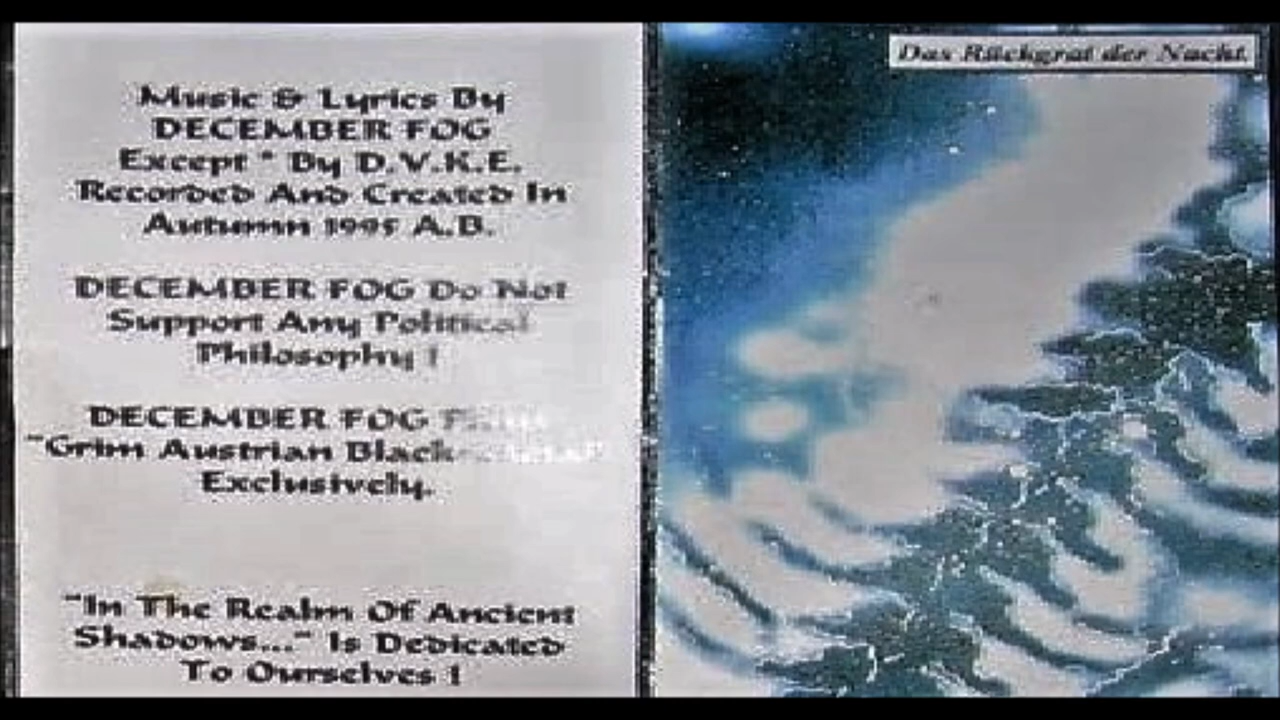 Music & Lyrics By
DECEMBER FOG
Except * By D.V.K.E.
Recorded And Created In
Autumn 1995 A.B.
DECEMBER FOG Do Not
Support Any Political
Philosophy !
DECEMBER FOG
"Grim Austrian Black
Exclusively.
"In The Realm Of Ancient
Shadows..." Is Dedicated
To Ourselves !
Das Rückgrat der Nacht